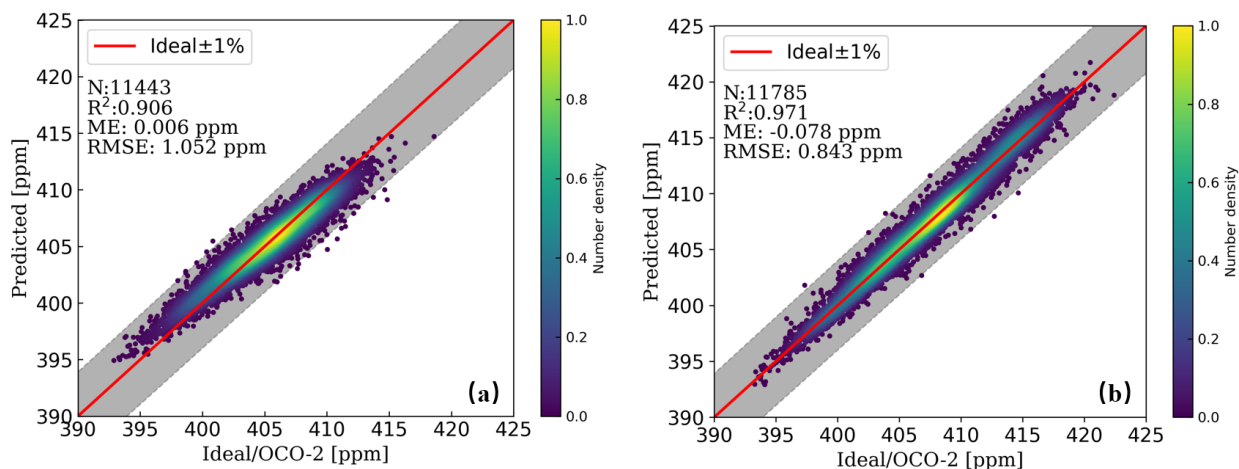 425
420
415
410
405
400
395
390
Predicted [ppm]
Ideal±1%
N:11443
R²:0.906
ME: 0.006 ppm
RMSE: 1.052 ppm
(a)
390 395 400 405 410 415 420 425
Ideal/OCO-2 [ppm]
1.0
0.8
0.6
0.4
0.2
0.0
Number density
425
420
415
410
405
400
395
390
Predicted [ppm]
Ideal±1%
N:11785
R²:0.971
ME: -0.078 ppm
RMSE: 0.843 ppm
(b)
390 395 400 405 410 415 420 425
Ideal/OCO-2 [ppm]
1.0
0.8
0.6
0.4
0.2
0.0
Number density